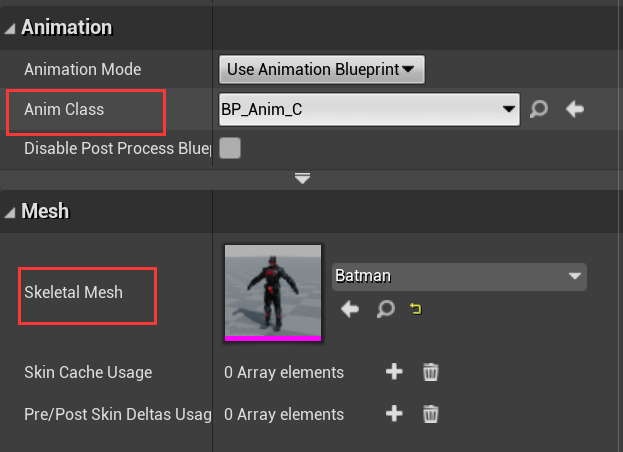 Animation
Animation Mode Use Animation Blueprint
Anim Class BP_Anim_C
Disable Post Process Bluep
Mesh
Skeletal Mesh Batman
Skin Cache Usage 0 Array elements
Pre/Post Skin Deltas Usag 0 Array elements